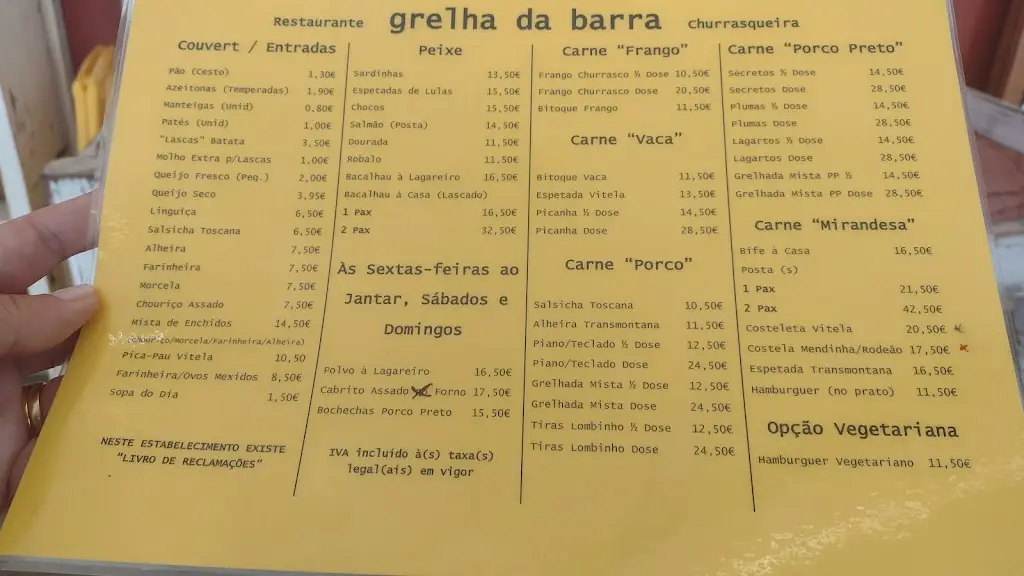 Restaurante grelha da barra Churrasqueira
Couvert / Entradas
Pão (Cesto) 1,30€
Azeitonas (Temperadas) 1,90€
Manteigas (Unid) 0,80€
Patés (Unid) 1,00€
"Lascas" Batata 3,50€
Molho Extra p/Lascas 1,00€
Queijo Fresco (Peq.) 2,00€
Queijo Seco 3,95€
Linguiça 6,50€
Salsicha Toscana 6,50€
Alheira 7,50€
Farinheira 7,50€
Morcela 7,50€
Chouriço Assado 7,50€
Mista de Enchidos 14,50€
(Chouriço/Morcela/Farinheira/Alheira)
Pica-Pau Vitela 10,50
Farinheira/Ovos Mexidos 8,50€
Sopa do Dia 1,50€
NESTE ESTABELECIMENTO EXISTE
"LIVRO DE RECLAMAÇÕES"
Peixe
Sardinhas 13,50€
Espetadas de Lulas 15,50€
Chocos 15,50€
Salmão (Posta) 14,50€
Dourada 11,50€
Robalo 11,50€
Bacalhau à Lagareiro 16,50€
Bacalhau à Casa (Lascado)
1 Pax 16,50€
2 Pax 32,50€
Às Sextas-feiras ao
Jantar, Sábados e
Domingos
Polvo à Lagareiro 16,50€
Cabrito Assado Forno 17,50€
Bochechas Porco Preto 15,50€
IVA incluído à(s) taxa(s)
legal(ais) em vigor
Carne "Frango"
Frango Churrasco ½ Dose 10,50€
Frango Churrasco Dose 20,50€
Bitoque Frango 11,50€
Carne "Vaca"
Bitoque Vaca 11,50€
Espetada Vitela 13,50€
Picanha ½ Dose 14,50€
Picanha Dose 28,50€
Carne "Porco"
Salsicha Toscana 10,50€
Alheira Transmontana 11,50€
Piano/Teclado ½ Dose 12,50€
Piano/Teclado Dose 24,50€
Grelhada Mista ½ Dose 12,50€
Grelhada Mista Dose 24,50€
Tiras Lombinho ½ Dose 12,50€
Tiras Lombinho Dose 24,50€
Carne "Porco Preto"
Secretos ½ Dose 14,50€
Secretos Dose 28,50€
Plumas ½ Dose 14,50€
Plumas Dose 28,50€
Lagartos ½ Dose 14,50€
Lagartos Dose 28,50€
Grelhada Mista PP ½ 14,50€
Grelhada Mista PP Dose 28,50€
Carne "Mirandesa"
Bife à Casa 16,50€
Posta (s)
1 Pax 21,50€
2 Pax 42,50€
Costeleta Vitela 20,50€
Costela Mendinha/Rodeão 17,50€
Espetada Transmontana 16,50€
Hamburguer (no prato) 11,50€
Opção Vegetariana
Hamburguer Vegetariano 11,50€